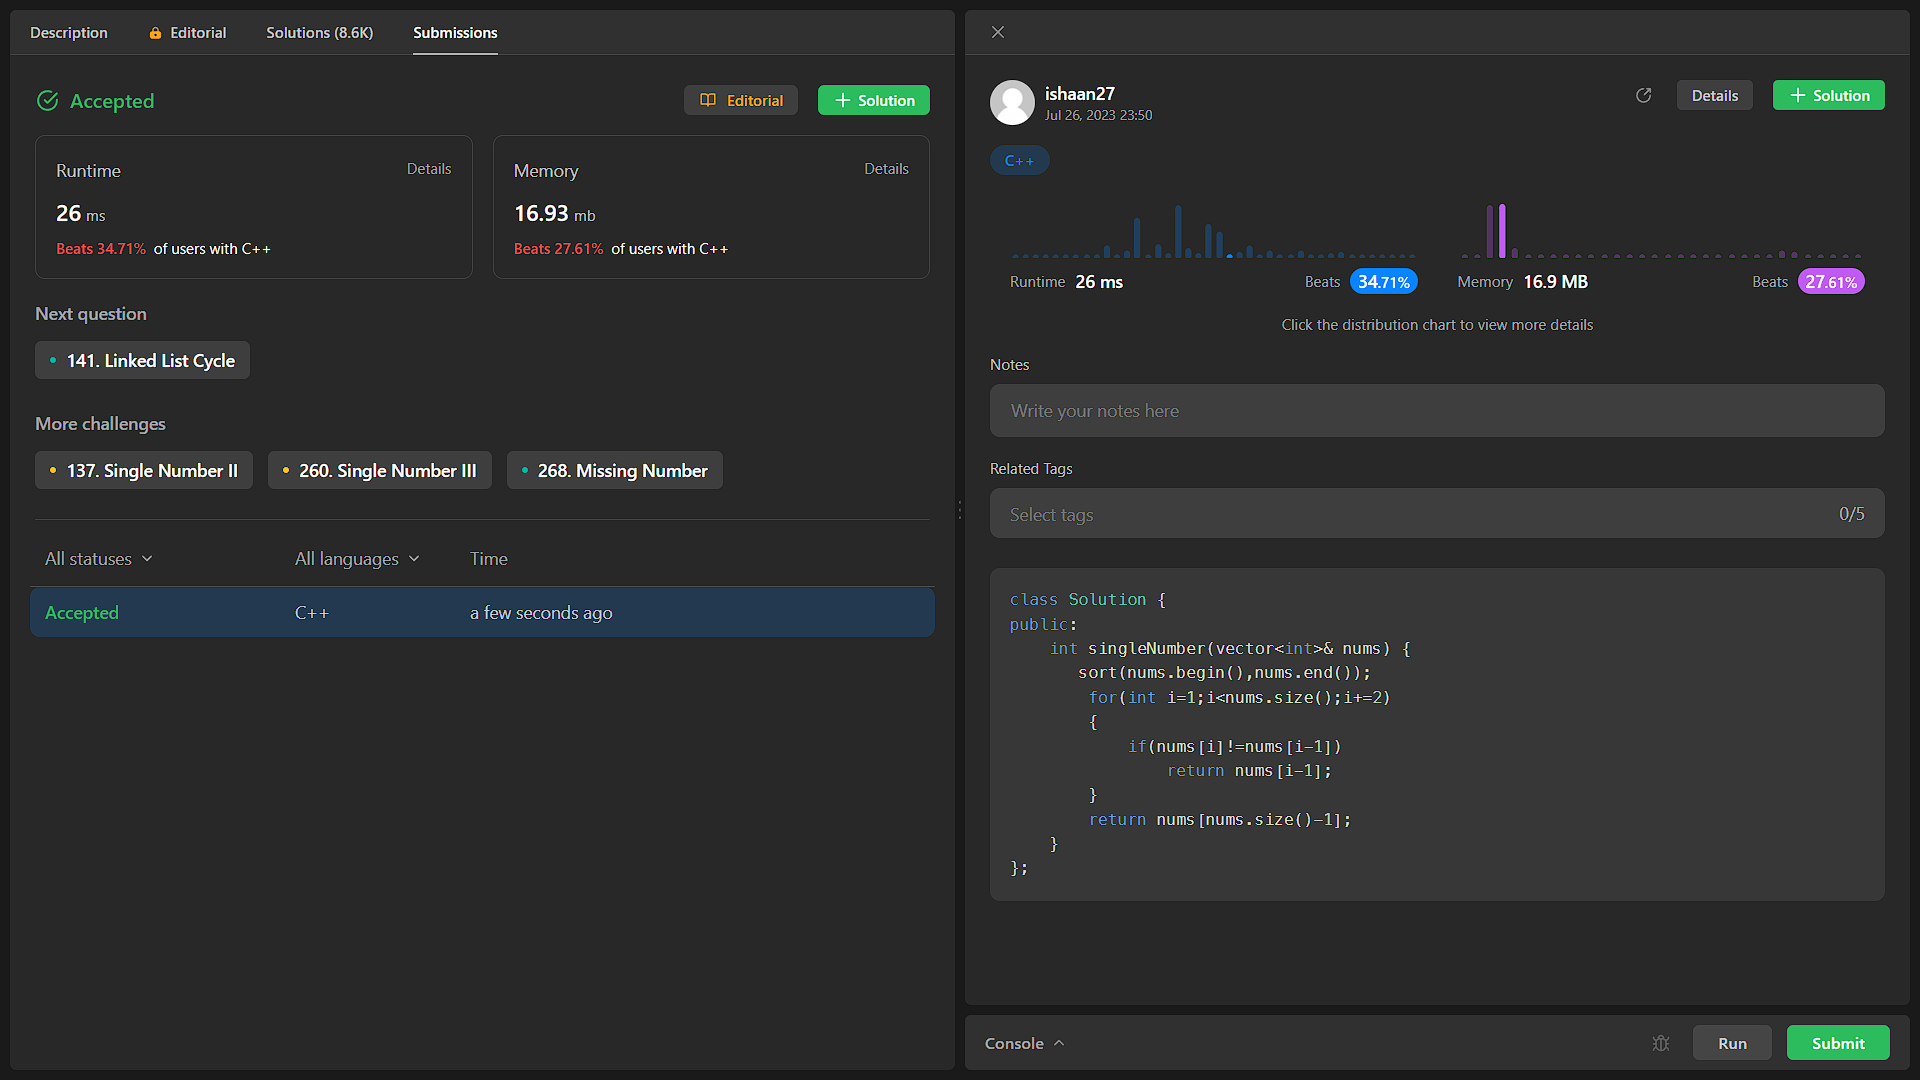 Description
Editorial
Solutions (8.6K)
Submissions
Accepted
Editorial
Solution
Runtime
Details
26 ms
Beats 34.71% of users with C++
Memory
Details
16.93 mb
Beats 27.61% of users with C++
Next question
141. Linked List Cycle
More challenges
137. Single Number II
260. Single Number III
268. Missing Number
All statuses
All languages
Time
Accepted
C++
a few seconds ago
ishaan27
Jul 26, 2023 23:50
Details
Solution
C++
Runtime 26 ms
Beats 34.71%
Memory 16.9 MB
Beats 27.61%
Click the distribution chart to view more details
Notes
Write your notes here
Related Tags
Select tags
0/5
class Solution {
public:
    int singleNumber(vector<int>& nums) {
       sort(nums.begin(),nums.end());
        for(int i=1;i<nums.size();i+=2)
        {
            if(nums[i]!=nums[i-1])
                return nums[i-1];
        }
        return nums[nums.size()-1];
    }
};
Console
Run
Submit